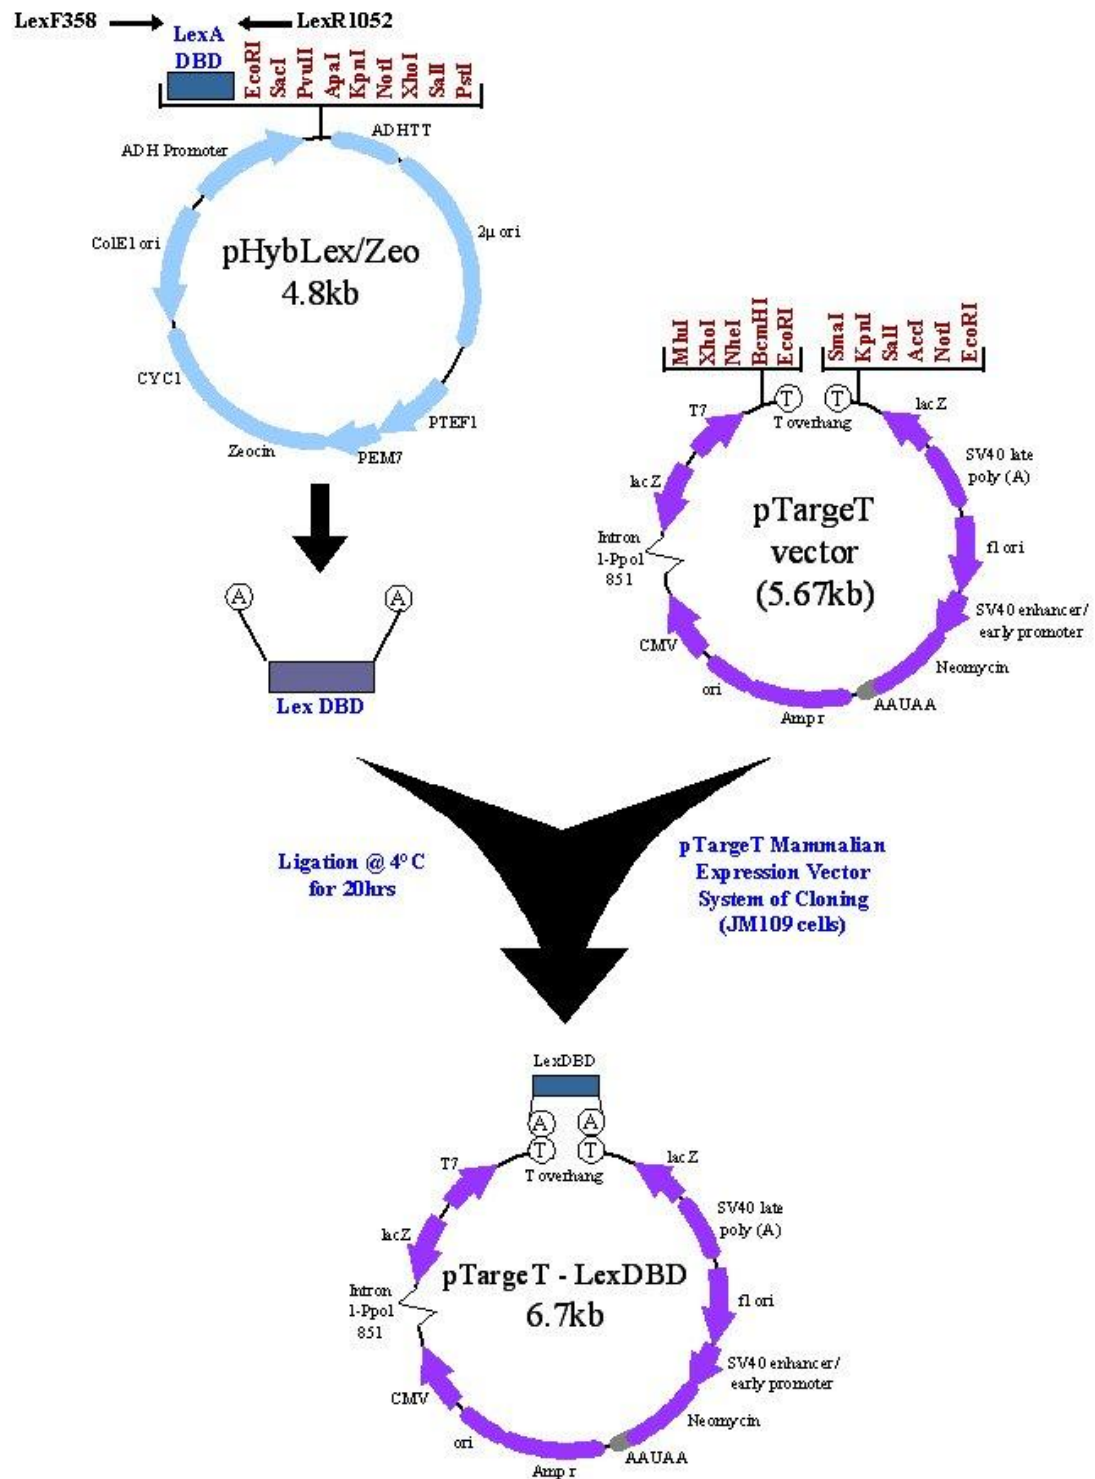 LexF358
LexR1052
LexA
DBD
EcoRI
SacI
PvuII
ApaI
KpnI
NotI
XhoI
SalI
PstI
ADH Promoter
ADHTT
ColE1 ori
2µ ori
pHybLex/Zeo
4.8kb
CYC1
PTEF1
Zeocin
PEM7
MluI
XhoI
NheI
BcmHI
EcoRI
SmaI
KpnI
SalI
AccI
NotI
EcoRI
T
T
T overhang
T7
lacZ
lacZ
SV40 late
poly (A)
pTargeT
vector
(5.67kb)
Intron
1-Ppo1
851
f1 ori
SV40 enhancer/
early promoter
CMV
Neomycin
ori
Ampr
AAUAA
A
A
Lex DBD
Ligation @ 4°C
for 20hrs
pTargeT Mammalian
Expression Vector
System of Cloning
(JM109 cells)
LexDBD
A
A
T
T
T overhang
T7
lacZ
lacZ
SV40 late
poly (A)
pTargeT - LexDBD
6.7kb
Intron
1-Ppo1
851
f1 ori
SV40 enhancer/
early promoter
CMV
Neomycin
ori
Ampr
AAUAA